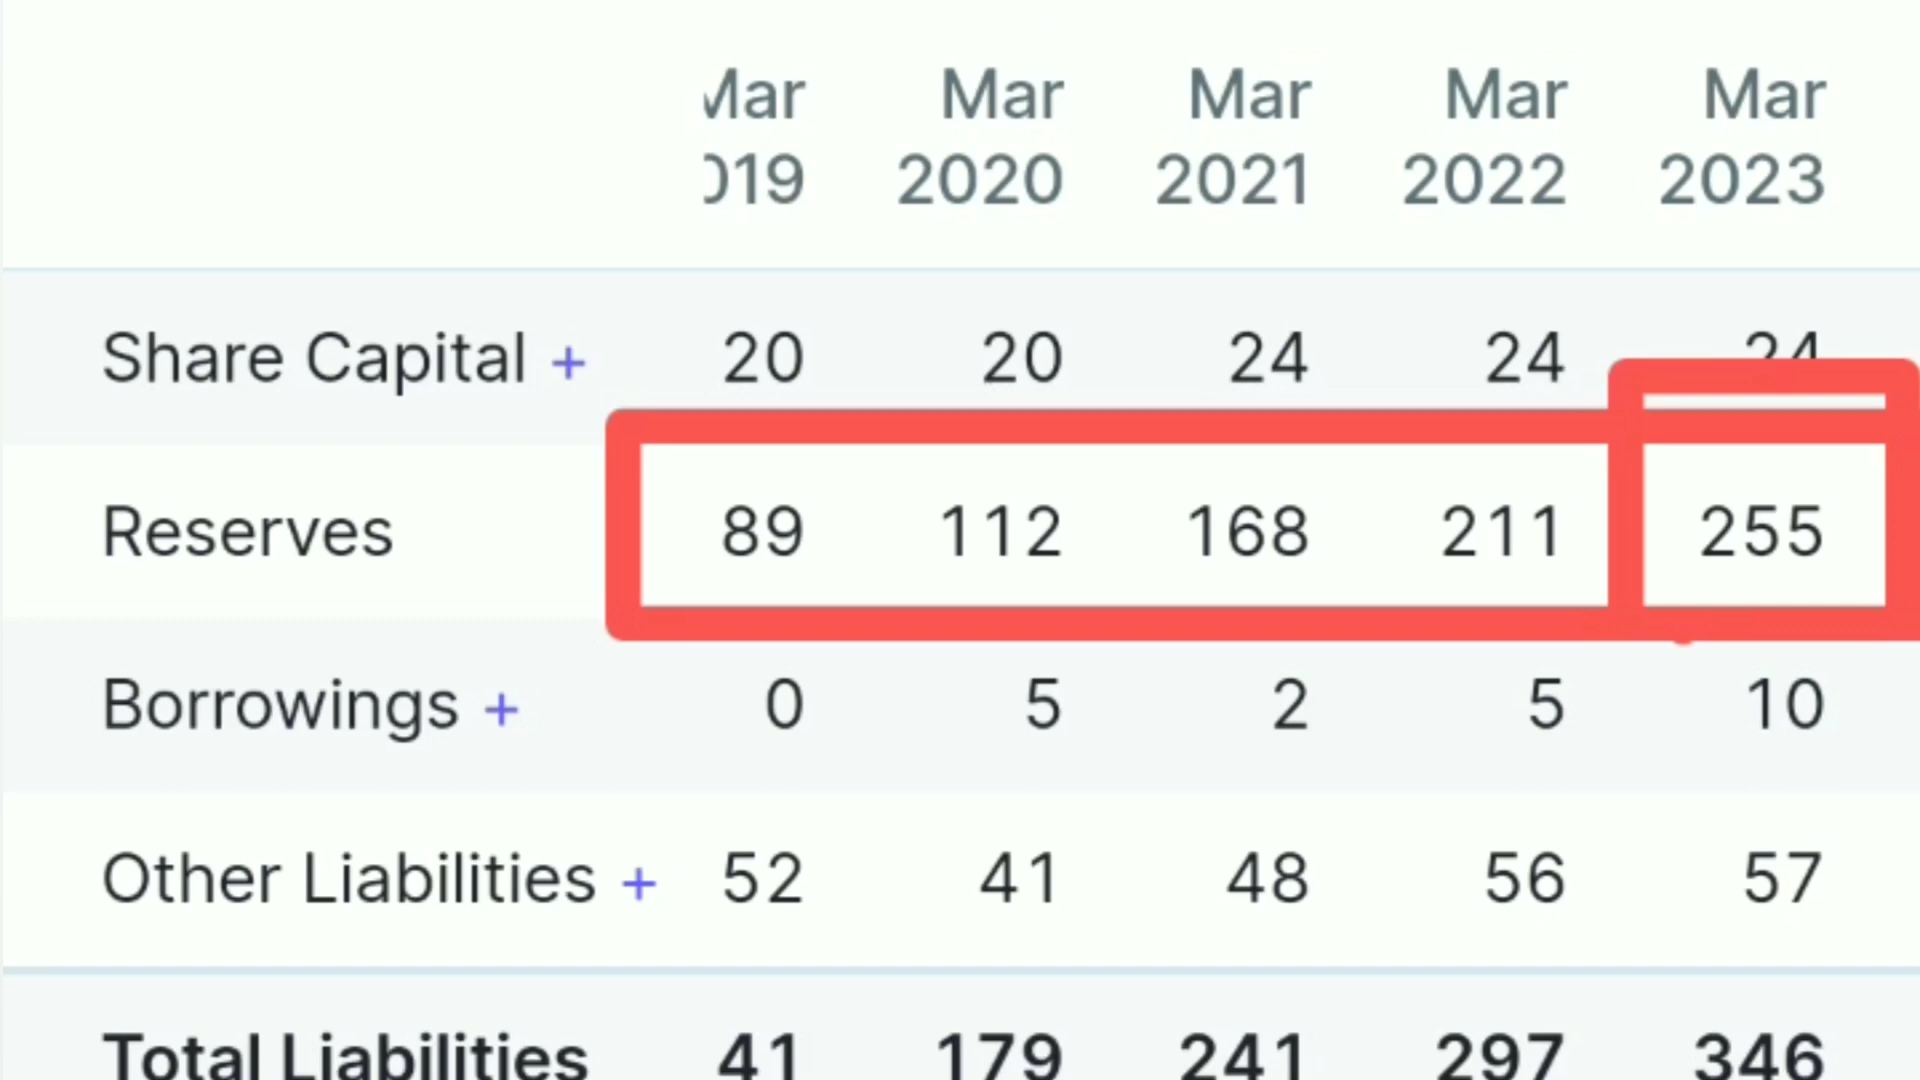 Mar Mar Mar Mar Mar
019 2020 2021 2022 2023
Share Capital + 20 20 24 24 24
Reserves 89 112 168 211 255
Borrowings + 0 5 2 5 10
Other Liabilities + 52 41 48 56 57
Total Liabilities 41 179 241 297 346